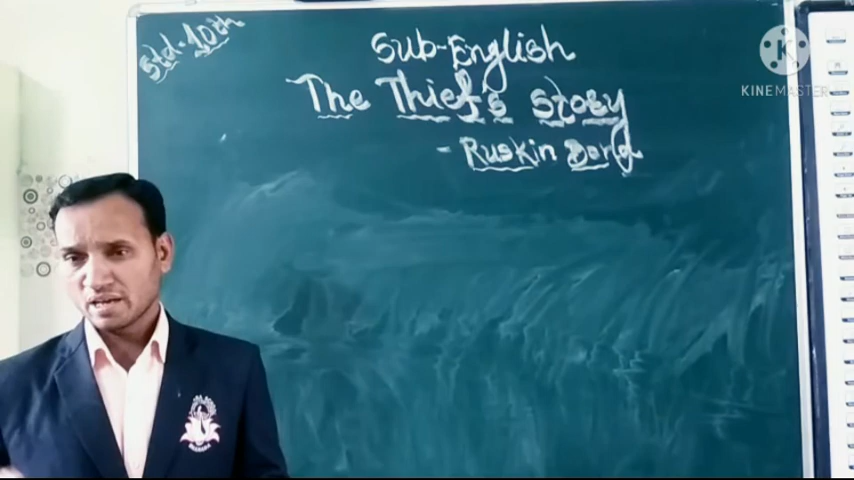 Std-10th
Sub-English
The Thief's Story
- Ruskin Bond
KINEMASTER